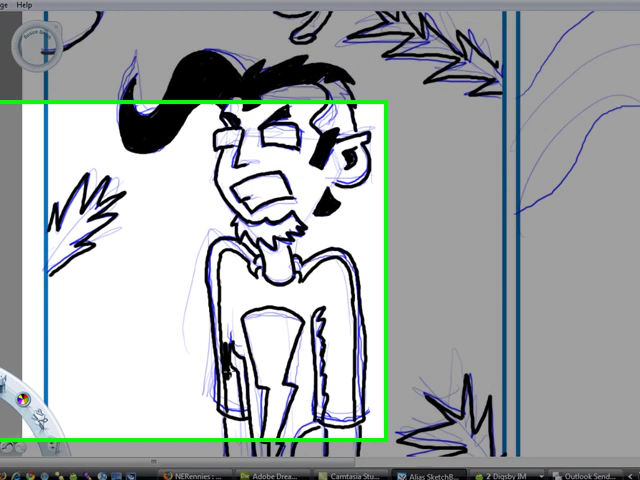 ge Help
NERennies : ...
Adobe Drea...
Camtasia Stu...
Alias SketchB...
2 Digsby IM
Outlook Send...